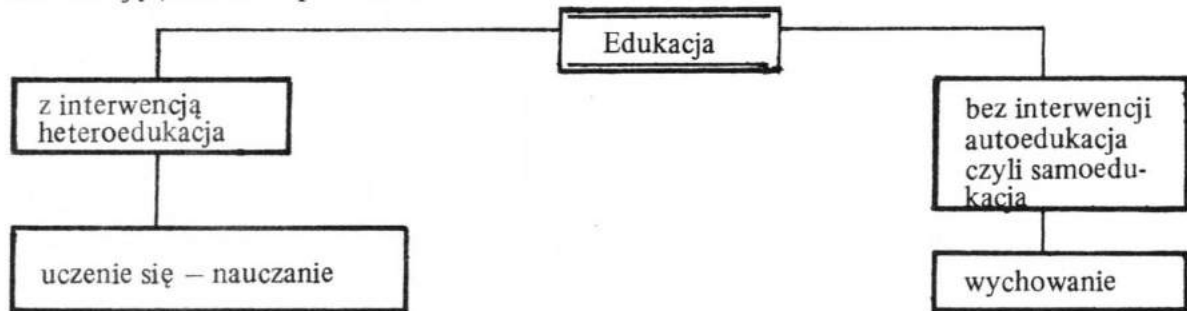 Edukacja
z interwencją
heteroedukacja
bez interwencji
autoedukacja
czyli samoedu-
kacja
uczenie się – nauczanie
wychowanie